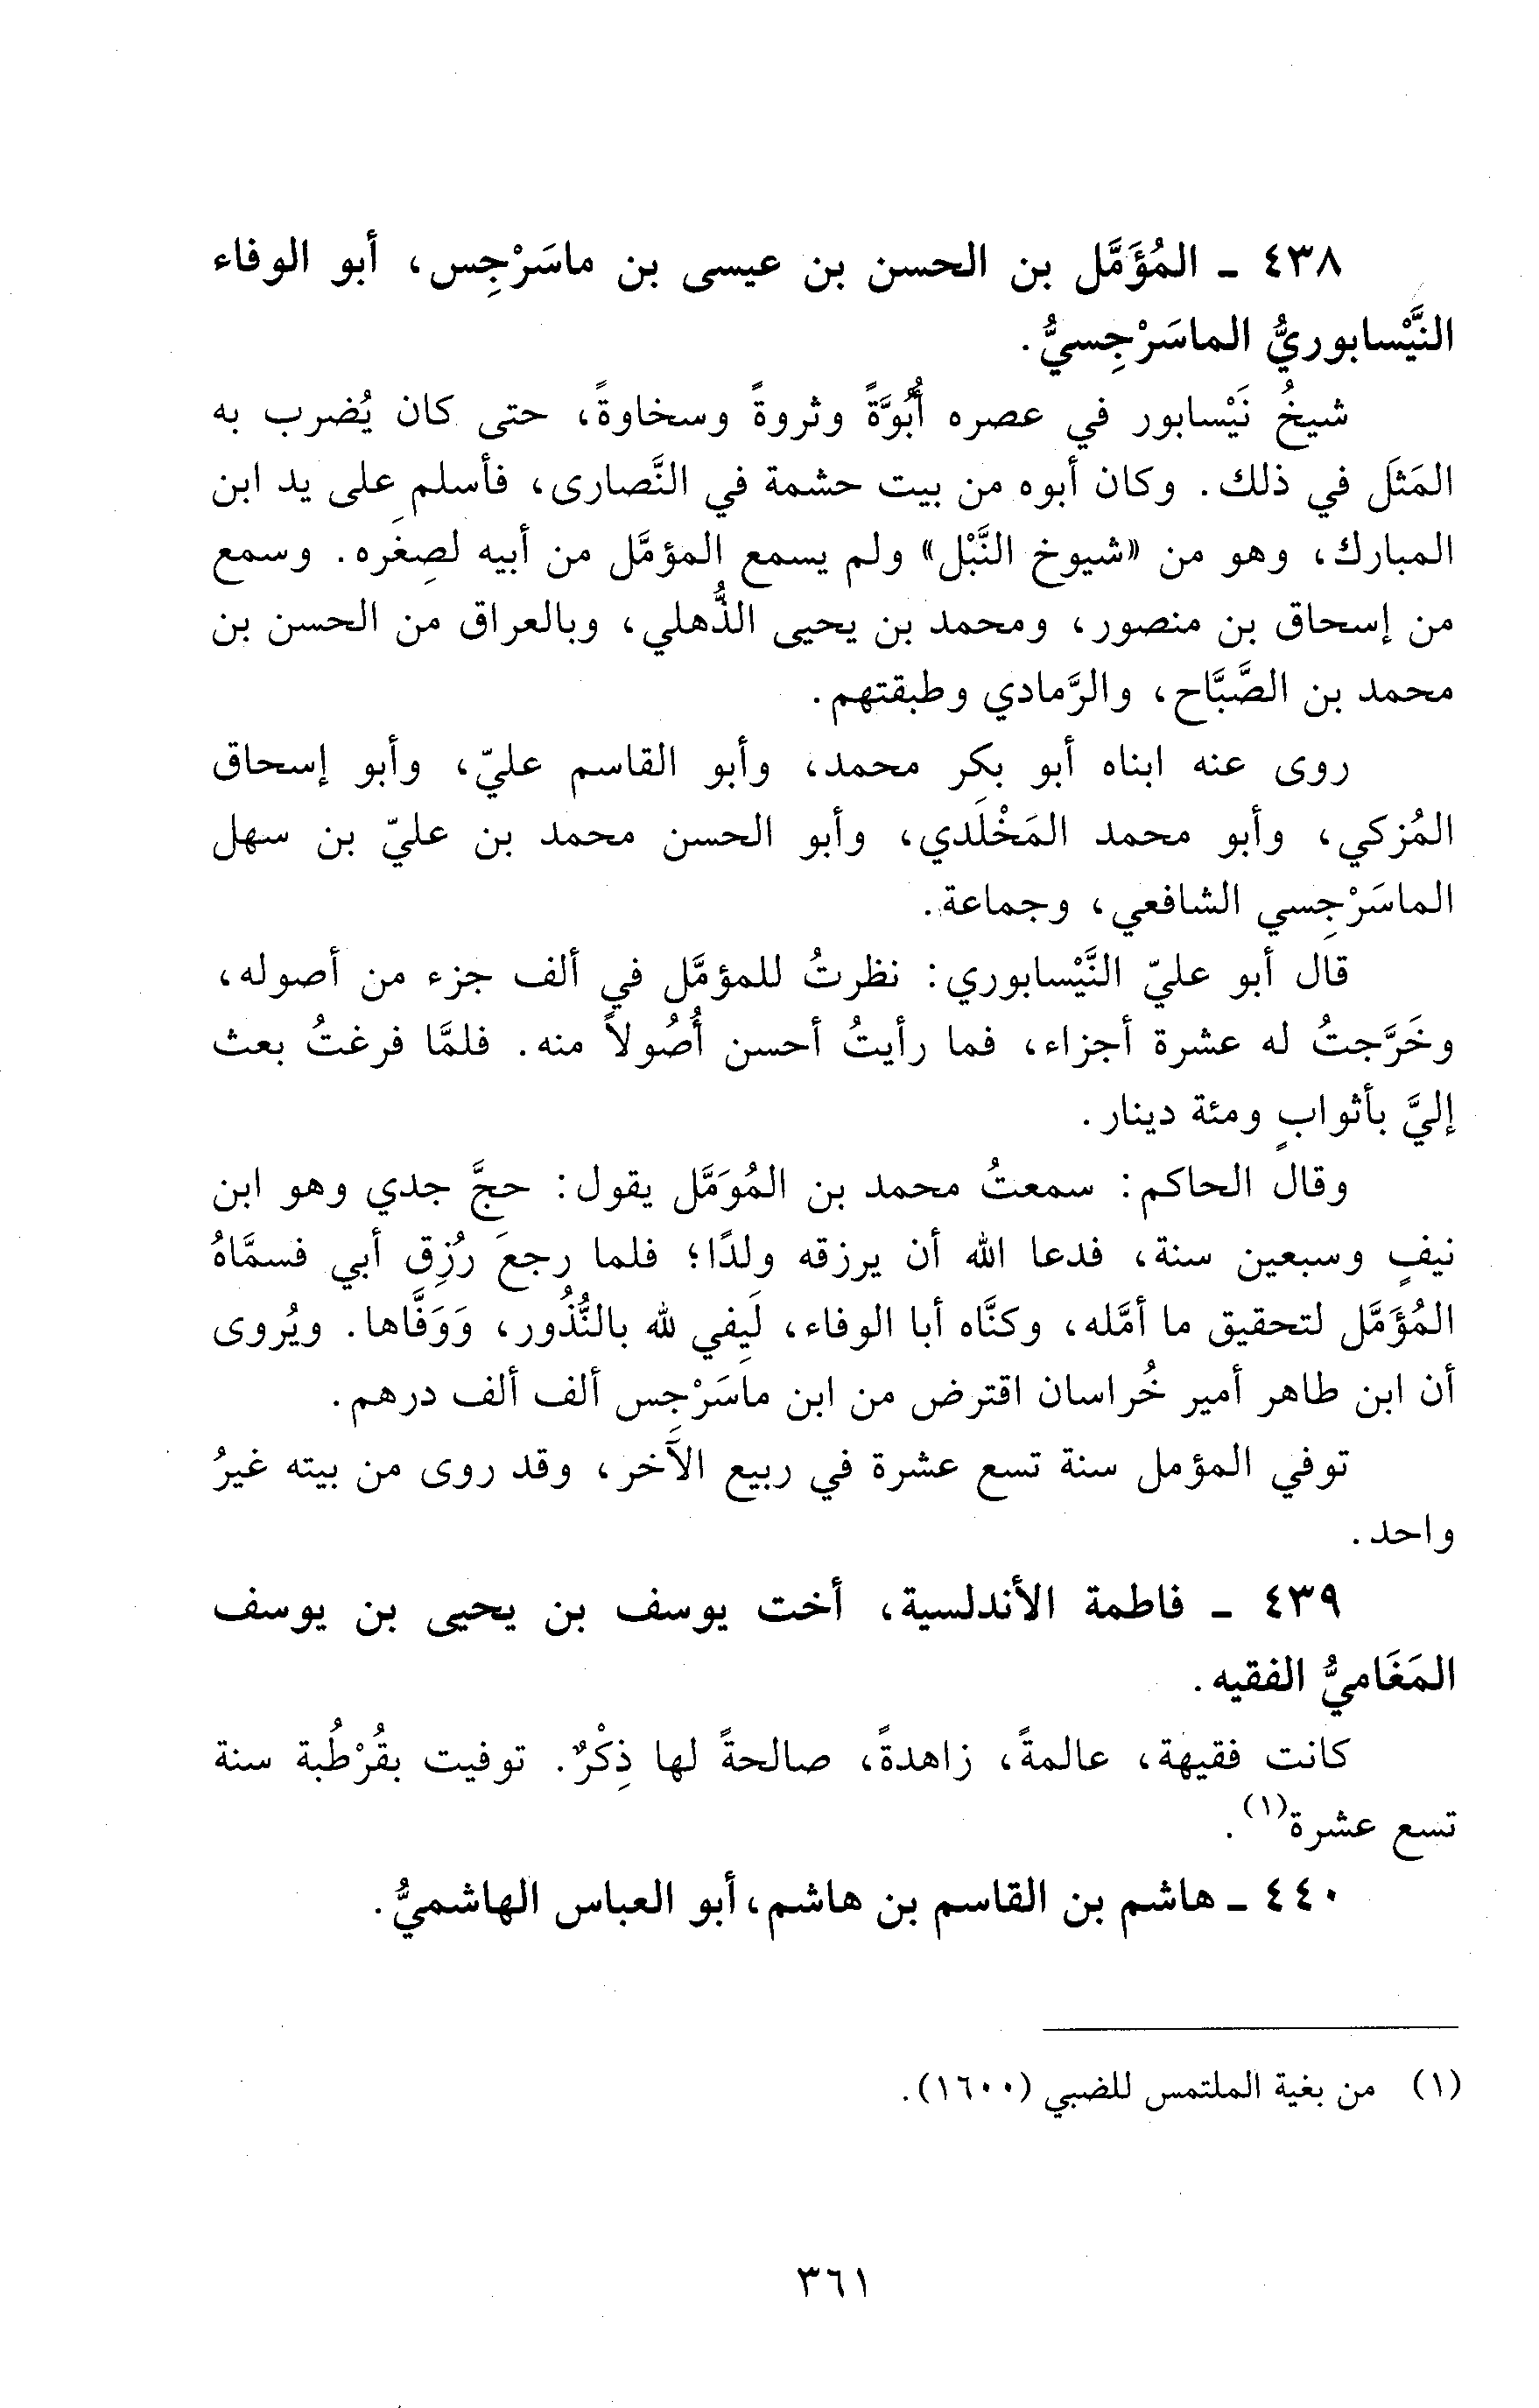 ٤٣٨ - المُؤَمَّل بن الحسن بن عيسى بن ماسَرْجِس، أبو الوفاء
النَّيْسابوريُّ الماسَرْجِسيُّ.
شيخُ نَيْسابور في عصره أُبُوَّةً وثروةً وسخاوةً، حتى كان يُضرب به
المَثَل في ذلك. وكان أبوه من بيت حشمة في النَّصارى، فأسلم على يد ابن
المبارك، وهو من «شيوخ النَّبْل» ولم يسمع المؤمَّل من أبيه لصِغَره. وسمع
من إسحاق بن منصور، ومحمد بن يحيى الذُّهلي، وبالعراق من الحسن بن
محمد بن الصَّبَّاح، والرَّمادي وطبقتهم.
روى عنه ابناه أبو بكر محمد، وأبو القاسم عليّ، وأبو إسحاق
المُزكي، وأبو محمد المَخْلَدي، وأبو الحسن محمد بن عليّ بن سهل
الماسَرْجِسي الشافعي، وجماعة.
قال أبو عليّ النَّيْسابوري: نظرتُ للمؤمَّل في ألف جزء من أصوله،
وخَرَّجتُ له عشرة أجزاء، فما رأيتُ أحسن أُصُولاً منه. فلمَّا فرغتُ بعث
إليَّ بأثوابٍ ومئة دينار.
وقال الحاكم: سمعتُ محمد بن المُوَمَّل يقول: حجَّ جدي وهو ابن
نيفٍ وسبعين سنة، فدعا الله أن يرزقه ولدًا؛ فلما رجعَ رُزِق أبي فسمَّاهُ
المُؤَمَّل لتحقيق ما أمَّله، وكنَّاه أبا الوفاء، لَيِفي لله بالنُّذُور، وَوَفَّاها. ويُروى
أن ابن طاهر أمير خُراسان اقترض من ابن ماسَرْجِس ألف ألف درهم.
توفي المؤمل سنة تسع عشرة في ربيع الآخر، وقد روى من بيته غيرُ
واحد.
٤٣٩ - فاطمة الأندلسية، أخت يوسف بن يحيى بن يوسف
المَغَاميُّ الفقيه.
كانت فقيهة، عالمةً، زاهدةً، صالحةً لها ذِكْرٌ. توفيت بقُرْطُبة سنة
تسع عشرة(١).
٤٤٠ - هاشم بن القاسم بن هاشم، أبو العباس الهاشميُّ.
(١) من بغية الملتمس للضبي (١٦٠٠).
٣٦١